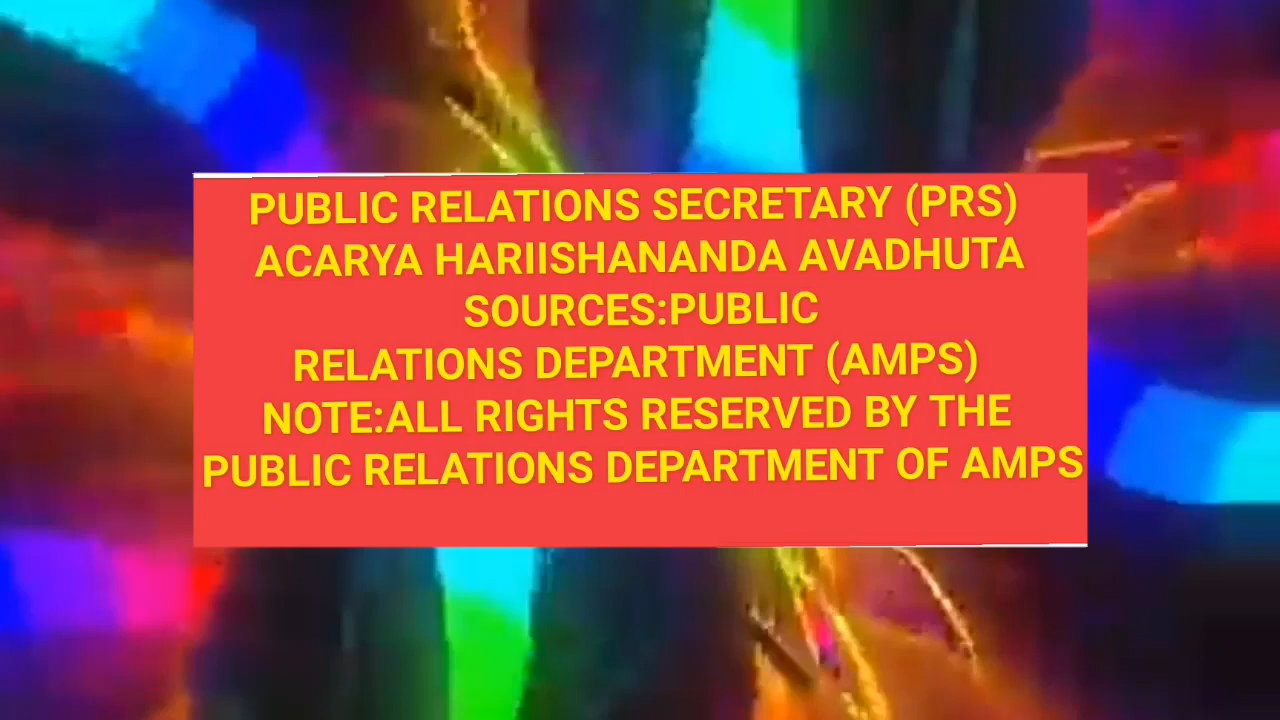 PUBLIC RELATIONS SECRETARY (PRS)
ACARYA HARIISHANANDA AVADHUTA
SOURCES:PUBLIC
RELATIONS DEPARTMENT (AMPS)
NOTE:ALL RIGHTS RESERVED BY THE
PUBLIC RELATIONS DEPARTMENT OF AMPS